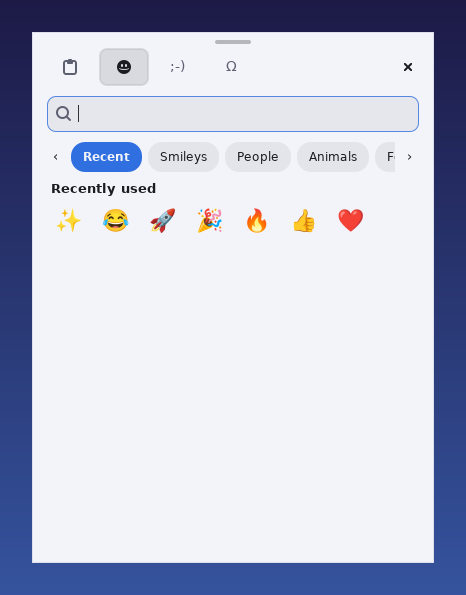 ;-) Ω
Recent Smileys People Animals
Recently used
✨ 😂 🚀 🎉 🔥 👍 ❤️